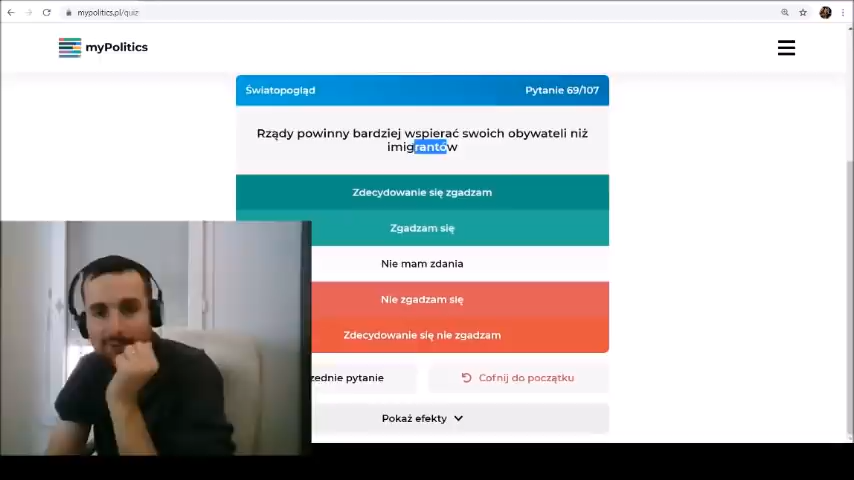 mypolitics.pl/quiz
myPolitics
Światopogląd
Pytanie 69/107
Rządy powinny bardziej wspierać swoich obywateli niż
imigrantów
Zdecydowanie się zgadzam
Zgadzam się
Nie mam zdania
Nie zgadzam się
Zdecydowanie się nie zgadzam
zednie pytanie
Cofnij do początku
Pokaż efekty